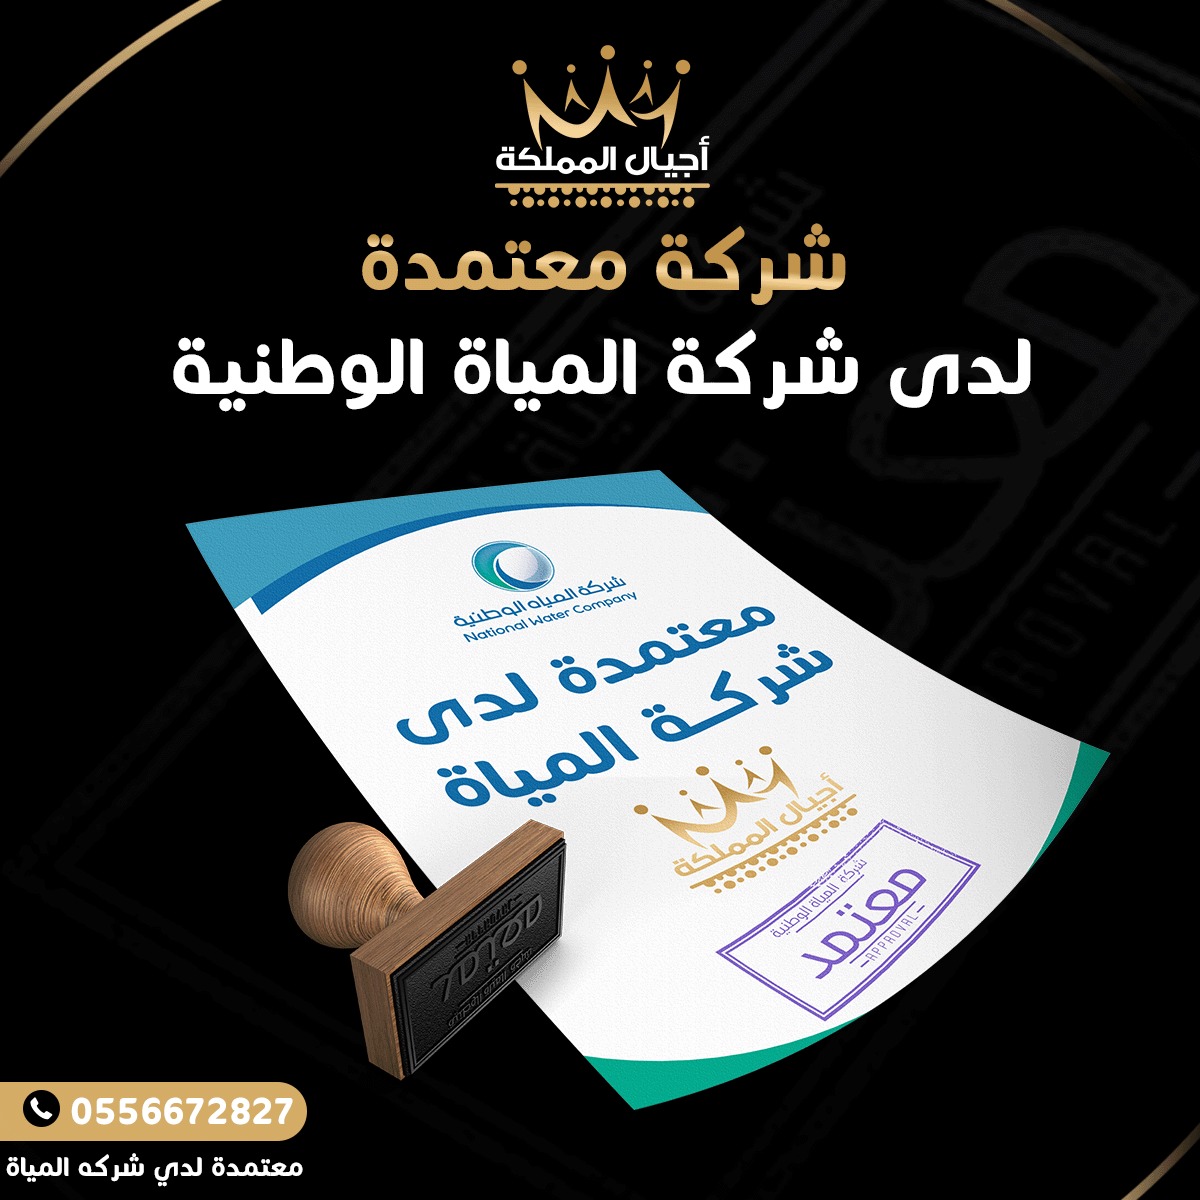 أجيال المملكة
شركة معتمدة
لدى شركة المياة الوطنية
شركة المياه الوطنية
National Water Company
معتمدة لدى
شركة المياة
أجيال المملكة
شركة المياة الوطنية
معتمد
APPROVAL
0556672827
معتمدة لدي شركه المياة